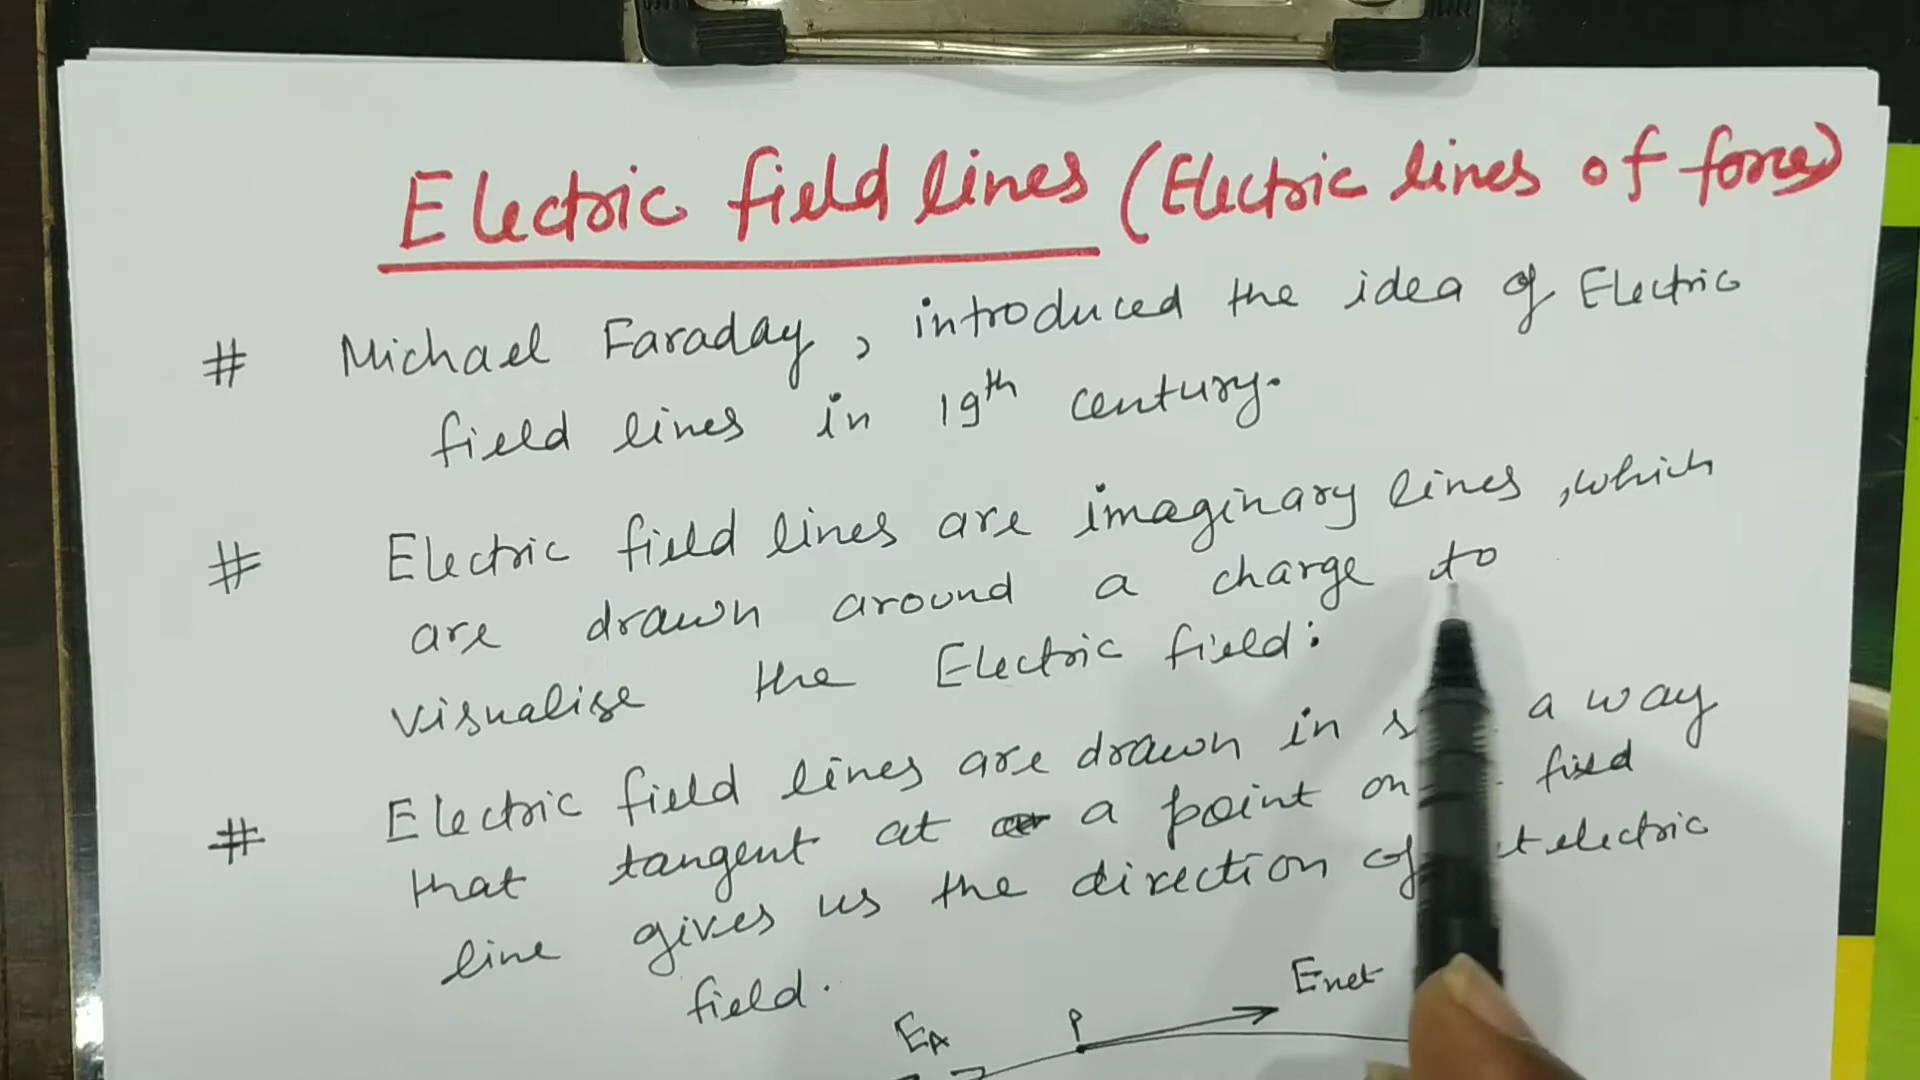 Electric field lines (Electric lines of force)
# Michael Faraday, introduced the idea of Electric
field lines in 19th century.
# Electric field lines are imaginary lines, which
are drawn around a charge to
visualise the Electric field:
# Electric field lines are drawn in a way
that tangent at a point on field
line gives us the direction of electric
field.
Enet
P
EA